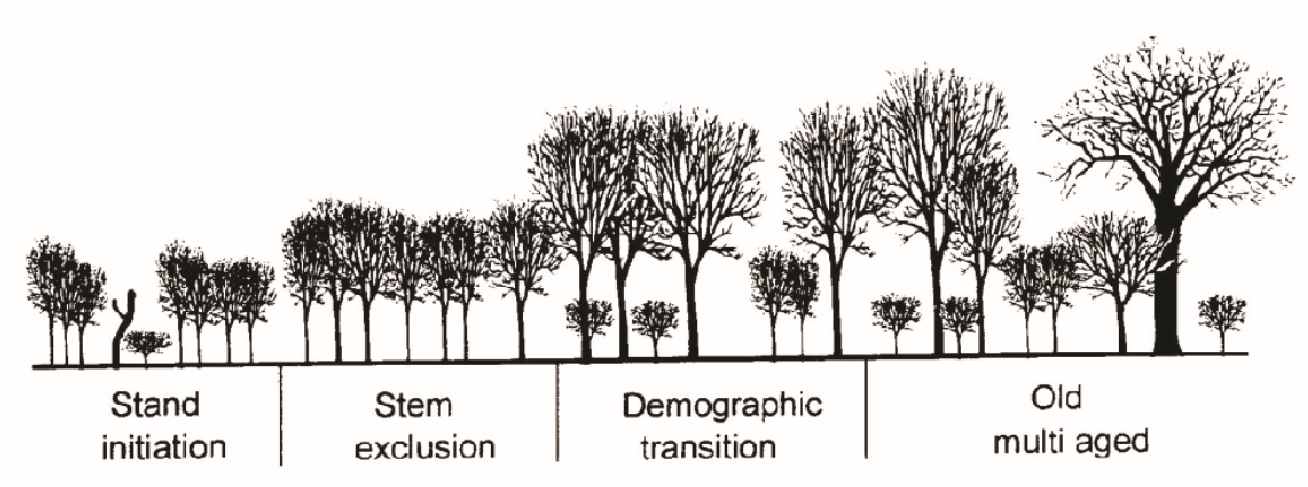 Stand
initiation
Stem
exclusion
Demographic
transition
Old
multi aged